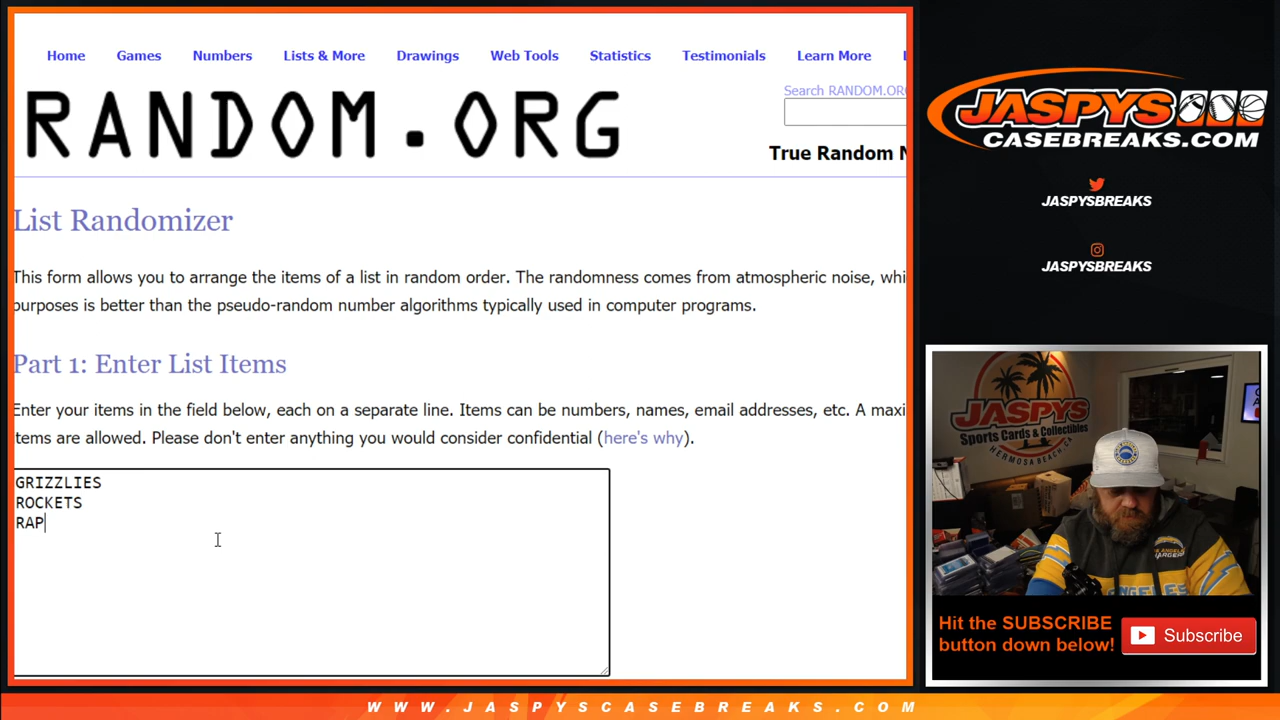 Home Games Numbers Lists & More Drawings Web Tools Statistics Testimonials Learn More
RANDOM.ORG
Search RANDOM.ORG
True Random N
List Randomizer
This form allows you to arrange the items of a list in random order. The randomness comes from atmospheric noise, whi
purposes is better than the pseudo-random number algorithms typically used in computer programs.
Part 1: Enter List Items
Enter your items in the field below, each on a separate line. Items can be numbers, names, email addresses, etc. A maxi
items are allowed. Please don't enter anything you would consider confidential (here's why).
GRIZZLIES
ROCKETS
RAP
JASPYS
CASEBREAKS.COM
JASPYSBREAKS
JASPYSBREAKS
JASPYS
Sports Cards & Collectibles
HERMOSA BEACH, CA
Hit the SUBSCRIBE
button down below!
Subscribe
WWW.JASPYSCASEBREAKS.COM